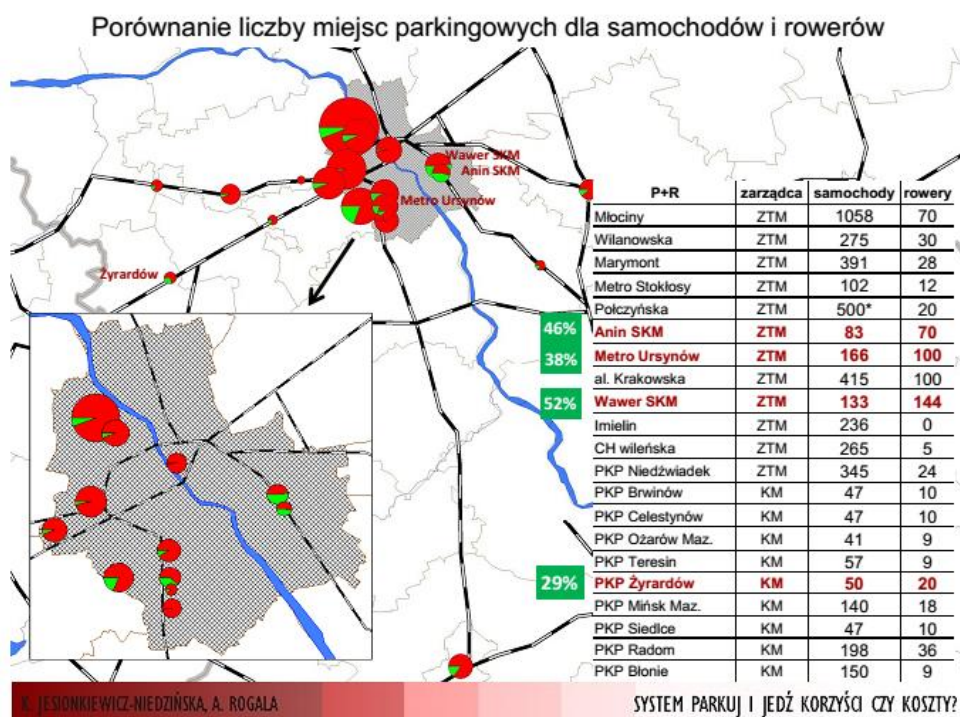 Porównanie liczby miejsc parkingowych dla samochodów i rowerów
Wawer SKM
Anin SKM
Metro Ursynów
Żyrardów
P+R zarządca samochody rowery
Młociny ZTM 1058 70
Wilanowska ZTM 275 30
Marymont ZTM 391 28
Metro Stokłosy ZTM 102 12
Połczyńska ZTM 500* 20
46% Anin SKM ZTM 83 70
38% Metro Ursynów ZTM 166 100
al. Krakowska ZTM 415 100
52% Wawer SKM ZTM 133 144
Imielin ZTM 236 0
CH wileńska ZTM 265 5
PKP Niedźwiadek ZTM 345 24
PKP Brwinów KM 47 10
PKP Celestynów KM 47 10
PKP Ożarów Maz. KM 41 9
PKP Teresin KM 57 9
29% PKP Żyrardów KM 50 20
PKP Mińsk Maz. KM 140 18
PKP Siedlce KM 47 10
PKP Radom KM 198 36
PKP Błonie KM 150 9
K. JESIONKIEWICZ-NIEDZIŃSKA, A. ROGALA
SYSTEM PARKUJ I JEDŹ KORZYŚCI CZY KOSZTY?